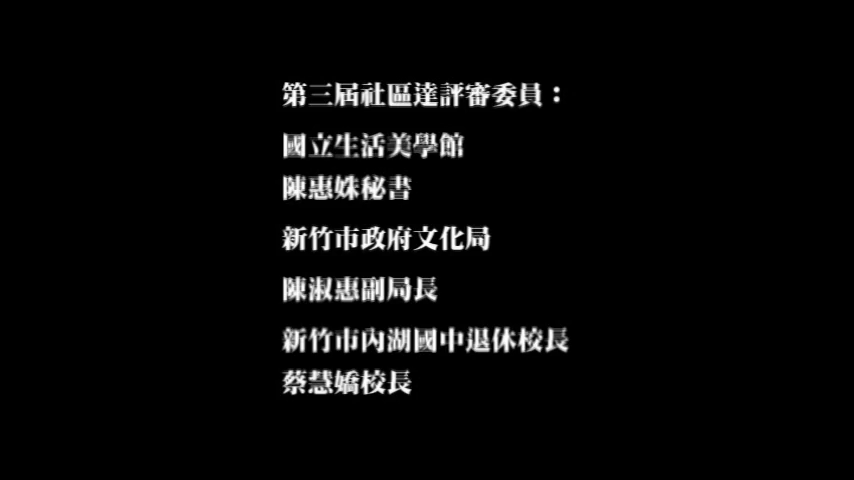 第三屆社區達評審委員：
國立生活美學館
陳惠姝秘書
新竹市政府文化局
陳淑惠副局長
新竹市內湖國中退休校長
蔡慧嬌校長